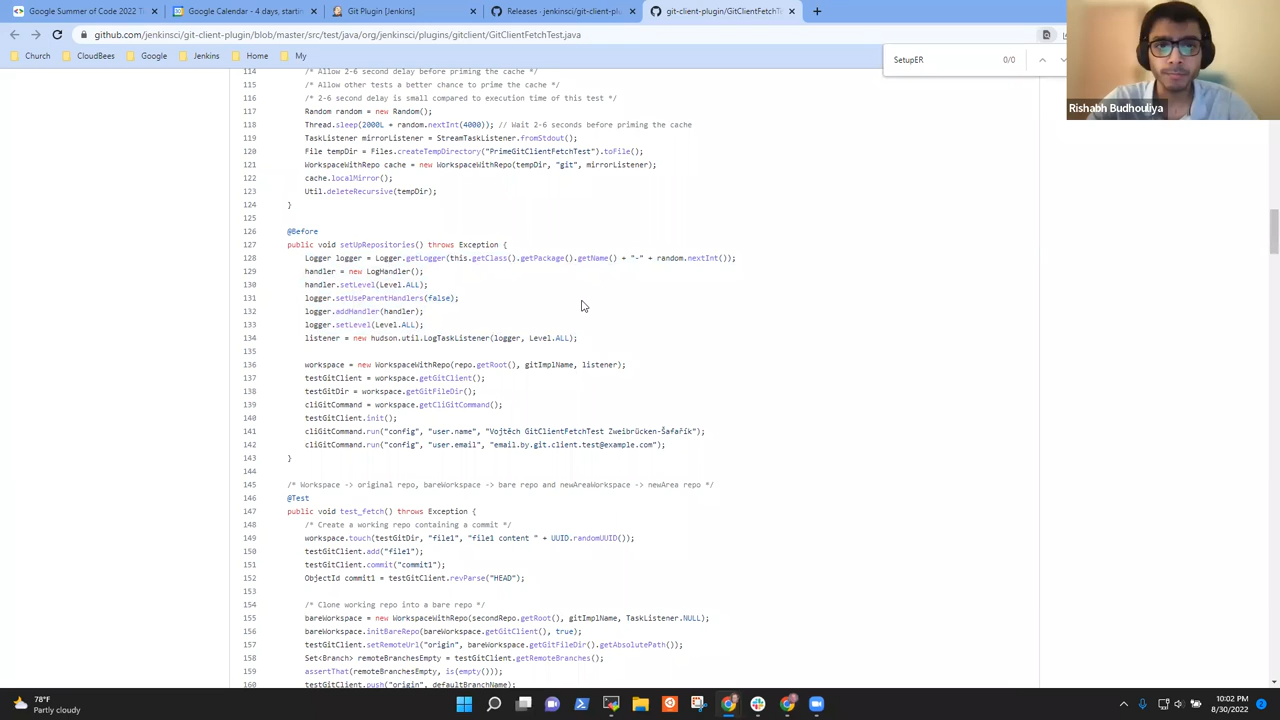 Google Summer of Code 2022 T
Google Calendar - 4 days, startin
Git Plugin [Jenkins]
Releases · jenkinsci/git-client-plu
git-client-plugin/GitClientFetchTe
github.com/jenkinsci/git-client-plugin/blob/master/src/test/java/org/jenkinsci/plugins/gitclient/GitClientFetchTest.java
Church
CloudBees
Google
Jenkins
Home
My
SetupER 0/0
Rishabh Budhouliya
114 /* Allow 2-6 second delay before priming the cache */
115 /* Allow other tests a better chance to prime the cache */
116 /* 2-6 second delay is small compared to execution time of this test */
117 Random random = new Random();
118 Thread.sleep(2000L + random.nextInt(4000)); // Wait 2-6 seconds before priming the cache
119 TaskListener mirrorListener = StreamTaskListener.fromStdout();
120 File tempDir = Files.createTempDirectory("PrimeGitClientFetchTest").toFile();
121 WorkspaceWithRepo cache = new WorkspaceWithRepo(tempDir, "git", mirrorListener);
122 cache.localMirror();
123 Util.deleteRecursive(tempDir);
124 }
125
126 @Before
127 public void setUpRepositories() throws Exception {
128 Logger logger = Logger.getLogger(this.getClass().getPackage().getName() + "-" + random.nextInt());
129 handler = new LogHandler();
130 handler.setLevel(Level.ALL);
131 logger.setUseParentHandlers(false);
132 logger.addHandler(handler);
133 logger.setLevel(Level.ALL);
134 listener = new hudson.util.LogTaskListener(logger, Level.ALL);
135
136 workspace = new WorkspaceWithRepo(repo.getRoot(), gitImplName, listener);
137 testGitClient = workspace.getGitClient();
138 testGitDir = workspace.getGitFileDir();
139 cliGitCommand = workspace.getCliGitCommand();
140 testGitClient.init();
141 cliGitCommand.run("config", "user.name", "Vojtěch GitClientFetchTest Zweibrücken-Šafařík");
142 cliGitCommand.run("config", "user.email", "email.by.git.client.test@example.com");
143 }
144
145 /* Workspace -> original repo, bareWorkspace -> bare repo and newAreaWorkspace -> newArea repo */
146 @Test
147 public void test_fetch() throws Exception {
148 /* Create a working repo containing a commit */
149 workspace.touch(testGitDir, "file1", "file1 content " + UUID.randomUUID());
150 testGitClient.add("file1");
151 testGitClient.commit("commit1");
152 ObjectId commit1 = testGitClient.revParse("HEAD");
153
154 /* Clone working repo into a bare repo */
155 bareWorkspace = new WorkspaceWithRepo(secondRepo.getRoot(), gitImplName, TaskListener.NULL);
156 bareWorkspace.initBareRepo(bareWorkspace.getGitClient(), true);
157 testGitClient.setRemoteUrl("origin", bareWorkspace.getGitFileDir().getAbsolutePath());
158 Set<Branch> remoteBranchesEmpty = testGitClient.getRemoteBranches();
159 assertThat(remoteBranchesEmpty, is(empty()));
160 testGitClient.push("origin", defaultBranchName);
78°F
Partly cloudy
10:02 PM
8/30/2022